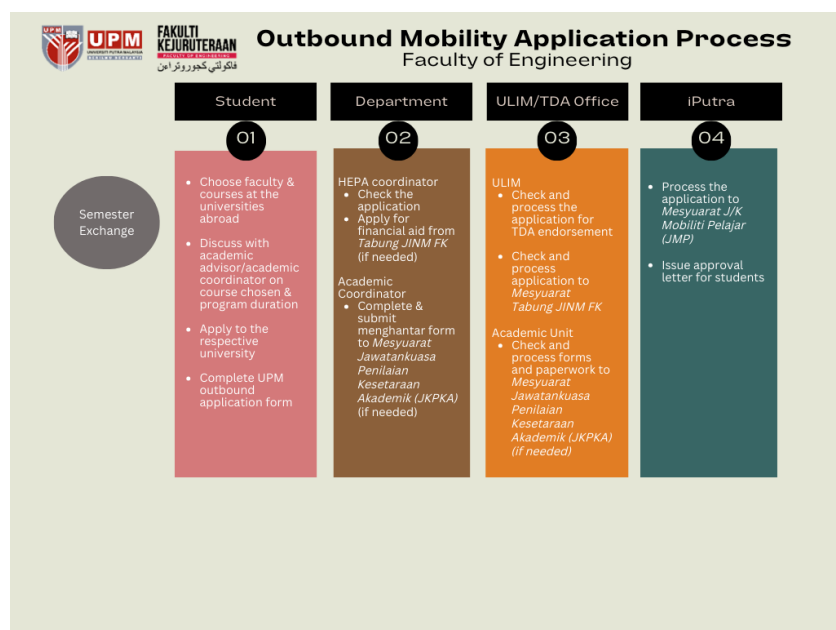 UPM
UPM
UNIVERSITI PUTRA MALAYSIA
BERILMU BERBAKTI
FAKULTI
KEJURUTERAAN
FACULTY OF ENGINEERING
فاكولتي کجوروتراءن
Outbound Mobility Application Process
Faculty of Engineering
Student
Department
ULIM/TDA Office
iPutra
01
02
03
04
Semester
Exchange
• Choose faculty &
courses at the
universities
abroad
• Discuss with
academic
advisor/academic
coordinator on
course chosen &
program duration
• Apply to the
respective
university
• Complete UPM
outbound
application form
HEPA coordinator
• Check the
application
• Apply for
financial aid from
Tabung JINM FK
(if needed)
Academic
Coordinator
• Complete &
submit
menghantar form
to Mesyuarat
Jawatankuasa
Penilaian
Kesetaraan
Akademik (JKPKA)
(if needed)
ULIM
• Check and
process the
application for
TDA endorsement
• Check and
process
application to
Mesyuarat
Tabung JINM FK
Academic Unit
• Check and
process forms
and paperwork to
Mesyuarat
Jawatankuasa
Penilaian
Kesetaraan
Akademik (JKPKA)
(if needed)
• Process the
application to
Mesyuarat J/K
Mobiliti Pelajar
(JMP)
• Issue approval
letter for students